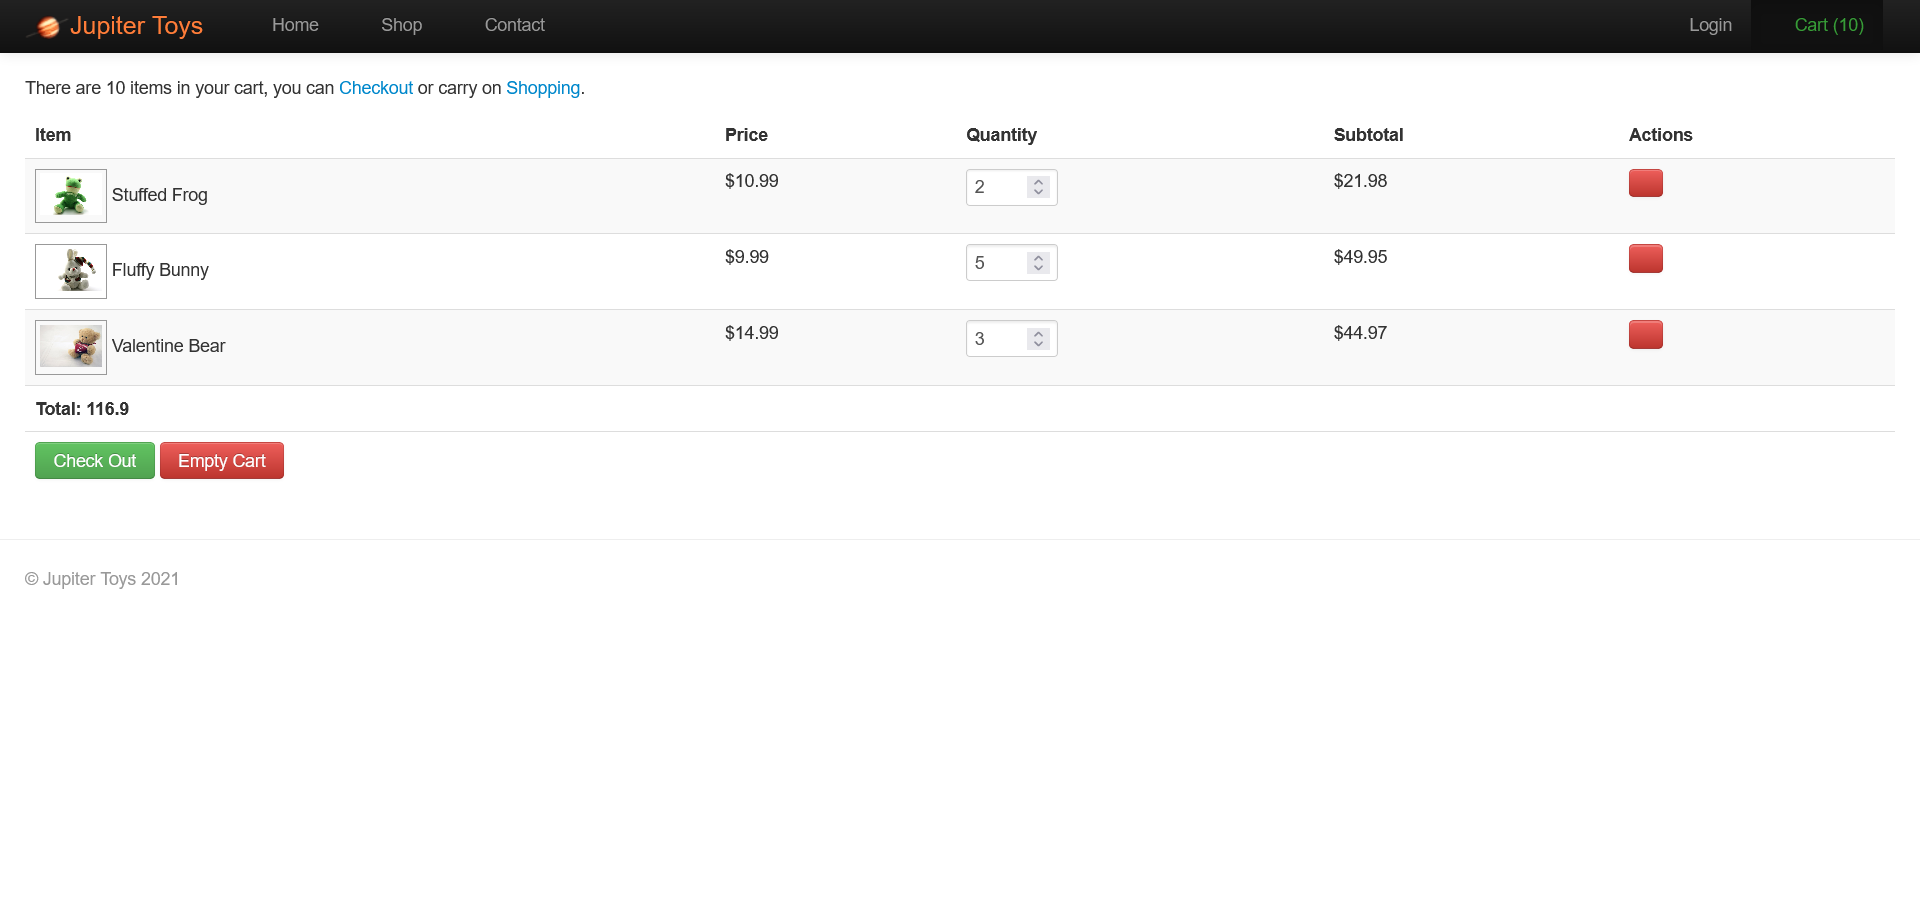 Jupiter Toys Home Shop Contact Login Cart (10)
There are 10 items in your cart, you can Checkout or carry on Shopping.
Item Price Quantity Subtotal Actions
Stuffed Frog $10.99 2 $21.98
Fluffy Bunny $9.99 5 $49.95
Valentine Bear $14.99 3 $44.97
Total: 116.9
Check Out Empty Cart
© Jupiter Toys 2021